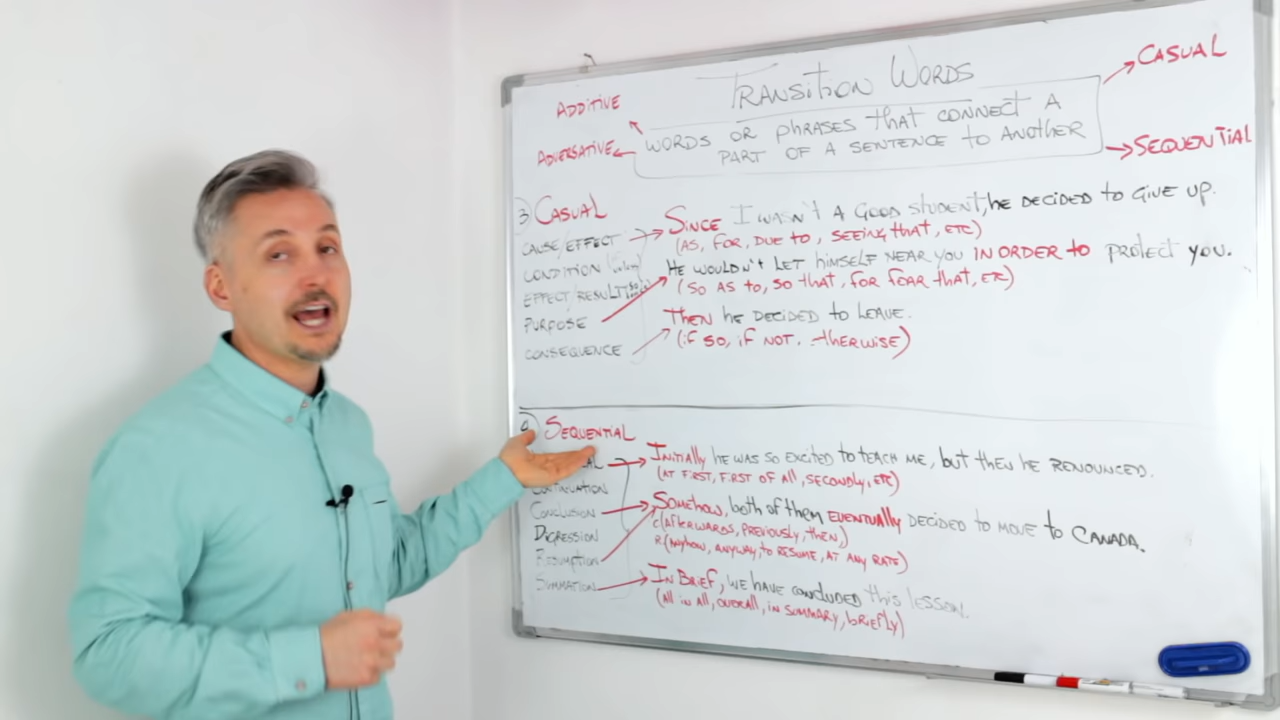 TRANSITION WORDS
WORDS OR PHRASES THAT CONNECT A
PART OF A SENTENCE TO ANOTHER
ADDITIVE
ADVERSATIVE
CASUAL
SEQUENTIAL
3) CASUAL
CAUSE/EFFECT
CONDITION
EFFECT/RESULT
PURPOSE
CONSEQUENCE
SINCE I WASN'T A GOOD STUDENT, HE DECIDED TO GIVE UP.
(AS, FOR, DUE TO, SEEING THAT, ETC)
HE WOULDN'T LET HIMSELF NEAR YOU IN ORDER TO PROTECT YOU.
(SO AS TO, SO THAT, FOR FEAR THAT, ETC)
THEN HE DECIDED TO LEAVE.
(IF SO, IF NOT, THERWISE)
SEQUENTIAL
CONTINUATION
CONCLUSION
DIGRESSION
RESUMPTION
SUMMATION
INITIALLY HE WAS SO EXCITED TO TEACH ME, BUT THEN HE RENOUNCED.
(AT FIRST, FIRST OF ALL, SECONDLY, ETC)
SOMEHOW, BOTH OF THEM EVENTUALLY DECIDED TO MOVE TO CANADA.
C(AFTERWARDS, PREVIOUSLY, THEN)
R(ANYHOW, ANYWAY, TO RESUME, AT ANY RATE)
IN BRIEF, WE HAVE CONCLUDED THIS LESSON.
(ALL IN ALL, OVERALL, IN SUMMARY, BRIEFLY)